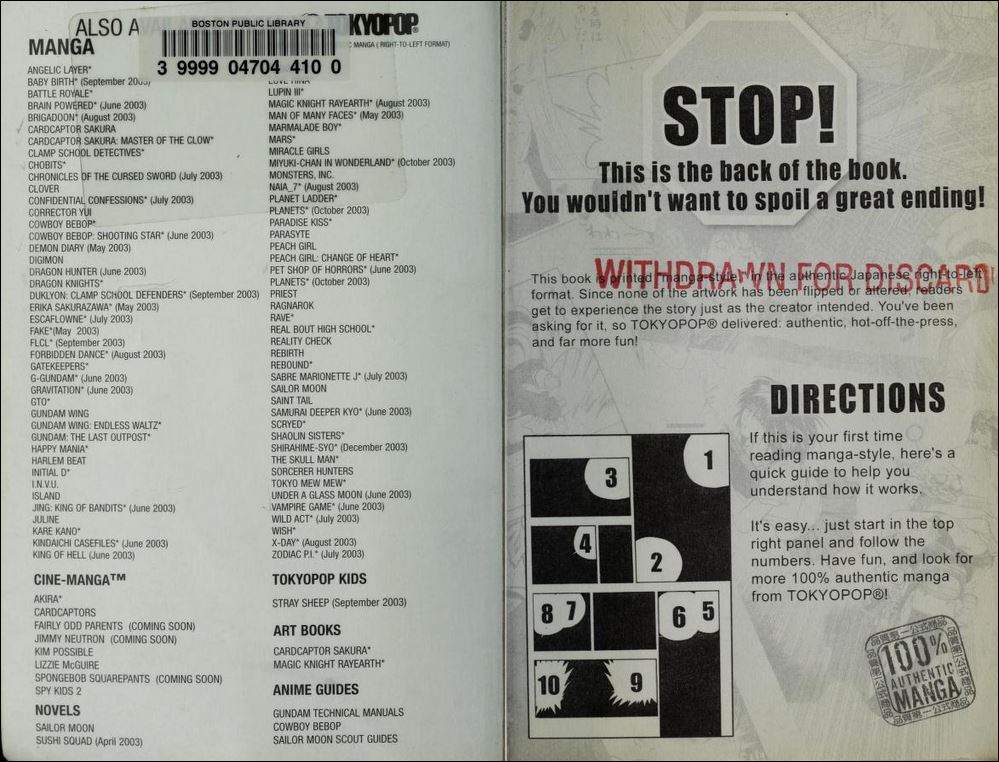 ALSO A
BOSTON PUBLIC LIBRARY
3 9999 04704 410 0
TOKYOPOP®
MANGA
MANGA ( RIGHT-TO-LEFT FORMAT)
ANGELIC LAYER*
BABY BIRTH* (September 2003)
BATTLE ROYALE*
BRAIN POWERED* (June 2003)
BRIGADOON* (August 2003)
CARDCAPTOR SAKURA
CARDCAPTOR SAKURA: MASTER OF THE CLOW*
CLAMP SCHOOL DETECTIVES*
CHOBITS*
CHRONICLES OF THE CURSED SWORD (July 2003)
CLOVER
CONFIDENTIAL CONFESSIONS* (July 2003)
CORRECTOR YUI
COWBOY BEBOP*
COWBOY BEBOP: SHOOTING STAR* (June 2003)
DEMON DIARY (May 2003)
DIGIMON
DRAGON HUNTER (June 2003)
DRAGON KNIGHTS*
DUKLYON: CLAMP SCHOOL DEFENDERS* (September 2003)
ERIKA SAKURAZAWA* (May 2003)
ESCAFLOWNE* (July 2003)
FAKE*(May 2003)
FLCL* (September 2003)
FORBIDDEN DANCE* (August 2003)
GATEKEEPERS*
G-GUNDAM* (June 2003)
GRAVITATION* (June 2003)
GTO*
GUNDAM WING
GUNDAM WING: ENDLESS WALTZ*
GUNDAM: THE LAST OUTPOST*
HAPPY MANIA*
HARLEM BEAT
INITIAL D*
I.N.V.U.
ISLAND
JING: KING OF BANDITS* (June 2003)
JULINE
KARE KANO*
KINDAICHI CASEFILES* (June 2003)
KING OF HELL (June 2003)
CINE-MANGA™
AKIRA*
CARDCAPTORS
FAIRLY ODD PARENTS (COMING SOON)
JIMMY NEUTRON (COMING SOON)
KIM POSSIBLE
LIZZIE McGUIRE
SPONGEBOB SQUAREPANTS (COMING SOON)
SPY KIDS 2
NOVELS
SAILOR MOON
SUSHI SQUAD (April 2003)
LOVE HINA*
LUPIN III*
MAGIC KNIGHT RAYEARTH* (August 2003)
MAN OF MANY FACES* (May 2003)
MARMALADE BOY*
MARS*
MIRACLE GIRLS
MIYUKI-CHAN IN WONDERLAND* (October 2003)
MONSTERS, INC.
NAIA_7* (August 2003)
PLANET LADDER*
PLANETS* (October 2003)
PARADISE KISS*
PARASYTE
PEACH GIRL
PEACH GIRL: CHANGE OF HEART*
PET SHOP OF HORRORS* (June 2003)
PLANETS* (October 2003)
PRIEST
RAGNAROK
RAVE*
REAL BOUT HIGH SCHOOL*
REALITY CHECK
REBIRTH
REBOUND*
SABRE MARIONETTE J* (July 2003)
SAILOR MOON
SAINT TAIL
SAMURAI DEEPER KYO* (June 2003)
SCRYED*
SHAOLIN SISTERS*
SHIRAHIME-SYO* (December 2003)
THE SKULL MAN*
SORCERER HUNTERS
TOKYO MEW MEW*
UNDER A GLASS MOON (June 2003)
VAMPIRE GAME* (June 2003)
WILD ACT* (July 2003)
WISH*
X-DAY* (August 2003)
ZODIAC P.I.* (July 2003)
TOKYOPOP KIDS
STRAY SHEEP (September 2003)
ART BOOKS
CARDCAPTOR SAKURA*
MAGIC KNIGHT RAYEARTH*
ANIME GUIDES
GUNDAM TECHNICAL MANUALS
COWBOY BEBOP
SAILOR MOON SCOUT GUIDES
STOP!
This is the back of the book.
You wouldn't want to spoil a great ending!
WITHDRAWN FOR DISCARD
This book is printed "manga-style," in the authentic Japanese right-to-left
format. Since none of the artwork has been flipped or altered, readers
get to experience the story just as the creator intended. You've been
asking for it, so TOKYOPOP® delivered: authentic, hot-off-the-press,
and far more fun!
DIRECTIONS
If this is your first time
reading manga-style, here's a
quick guide to help you
understand how it works.
It's easy... just start in the top
right panel and follow the
numbers. Have fun, and look for
more 100% authentic manga
from TOKYOPOP®!
1
3
4
2
8 7
6 5
10
9
100%
AUTHENTIC
MANGA